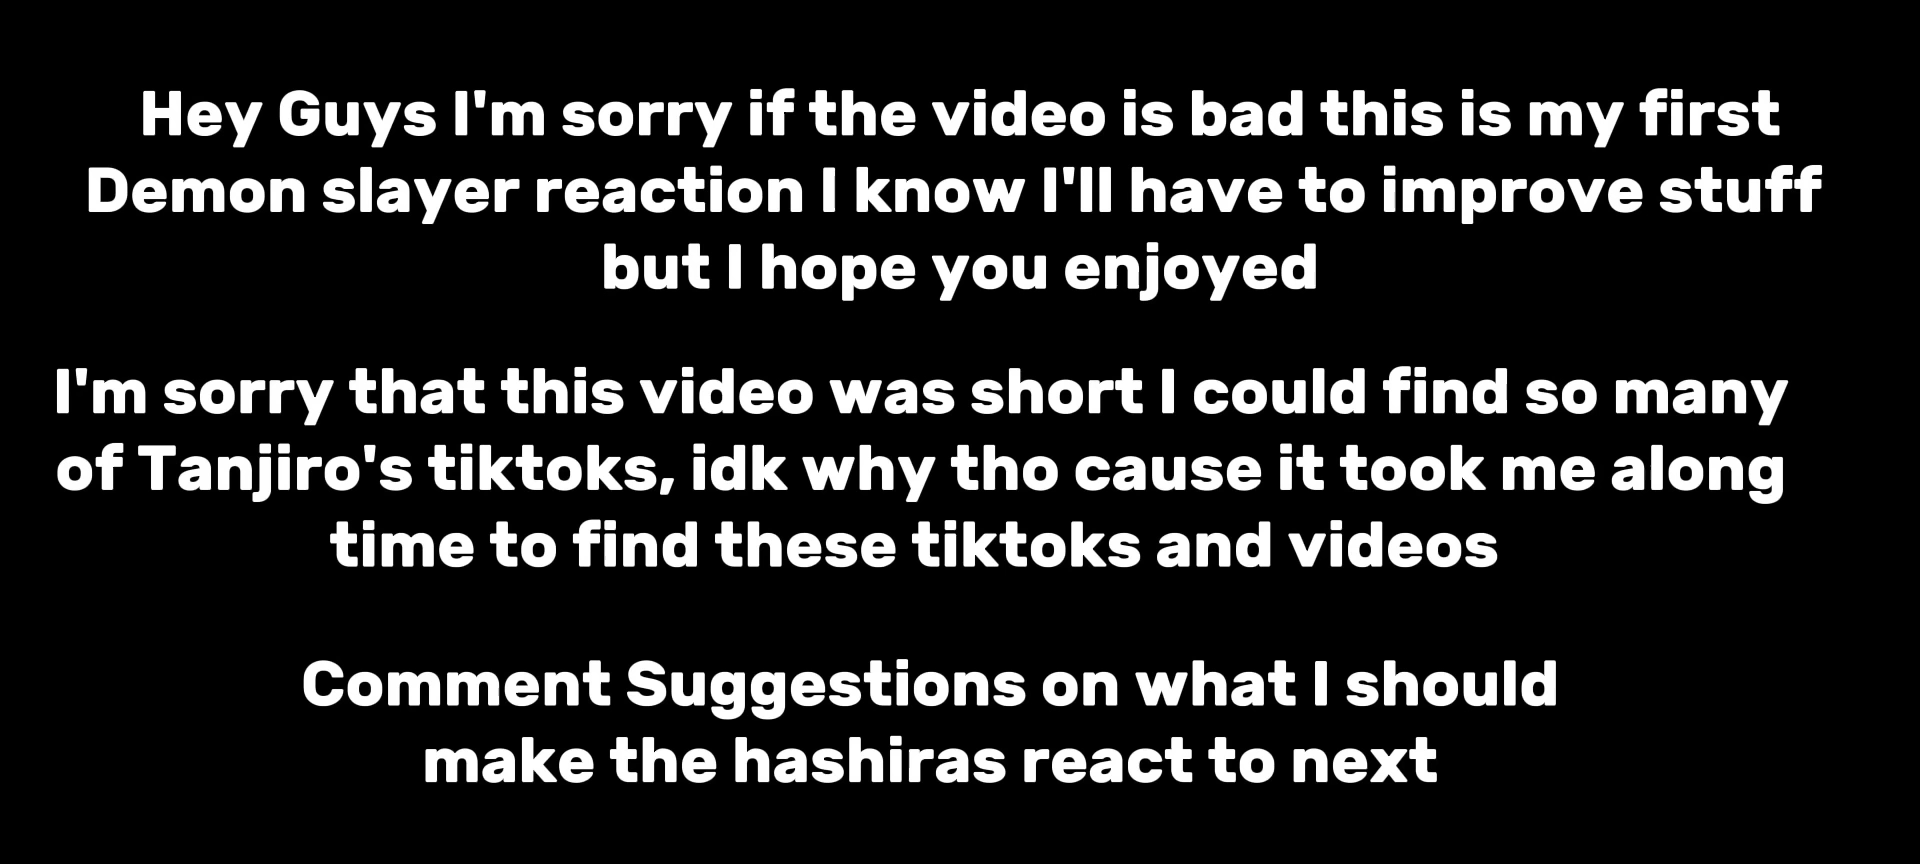 Hey Guys I'm sorry if the video is bad this is my first
Demon slayer reaction I know I'll have to improve stuff
but I hope you enjoyed
I'm sorry that this video was short I could find so many
of Tanjiro's tiktoks, idk why tho cause it took me along
time to find these tiktoks and videos
Comment Suggestions on what I should
make the hashiras react to next